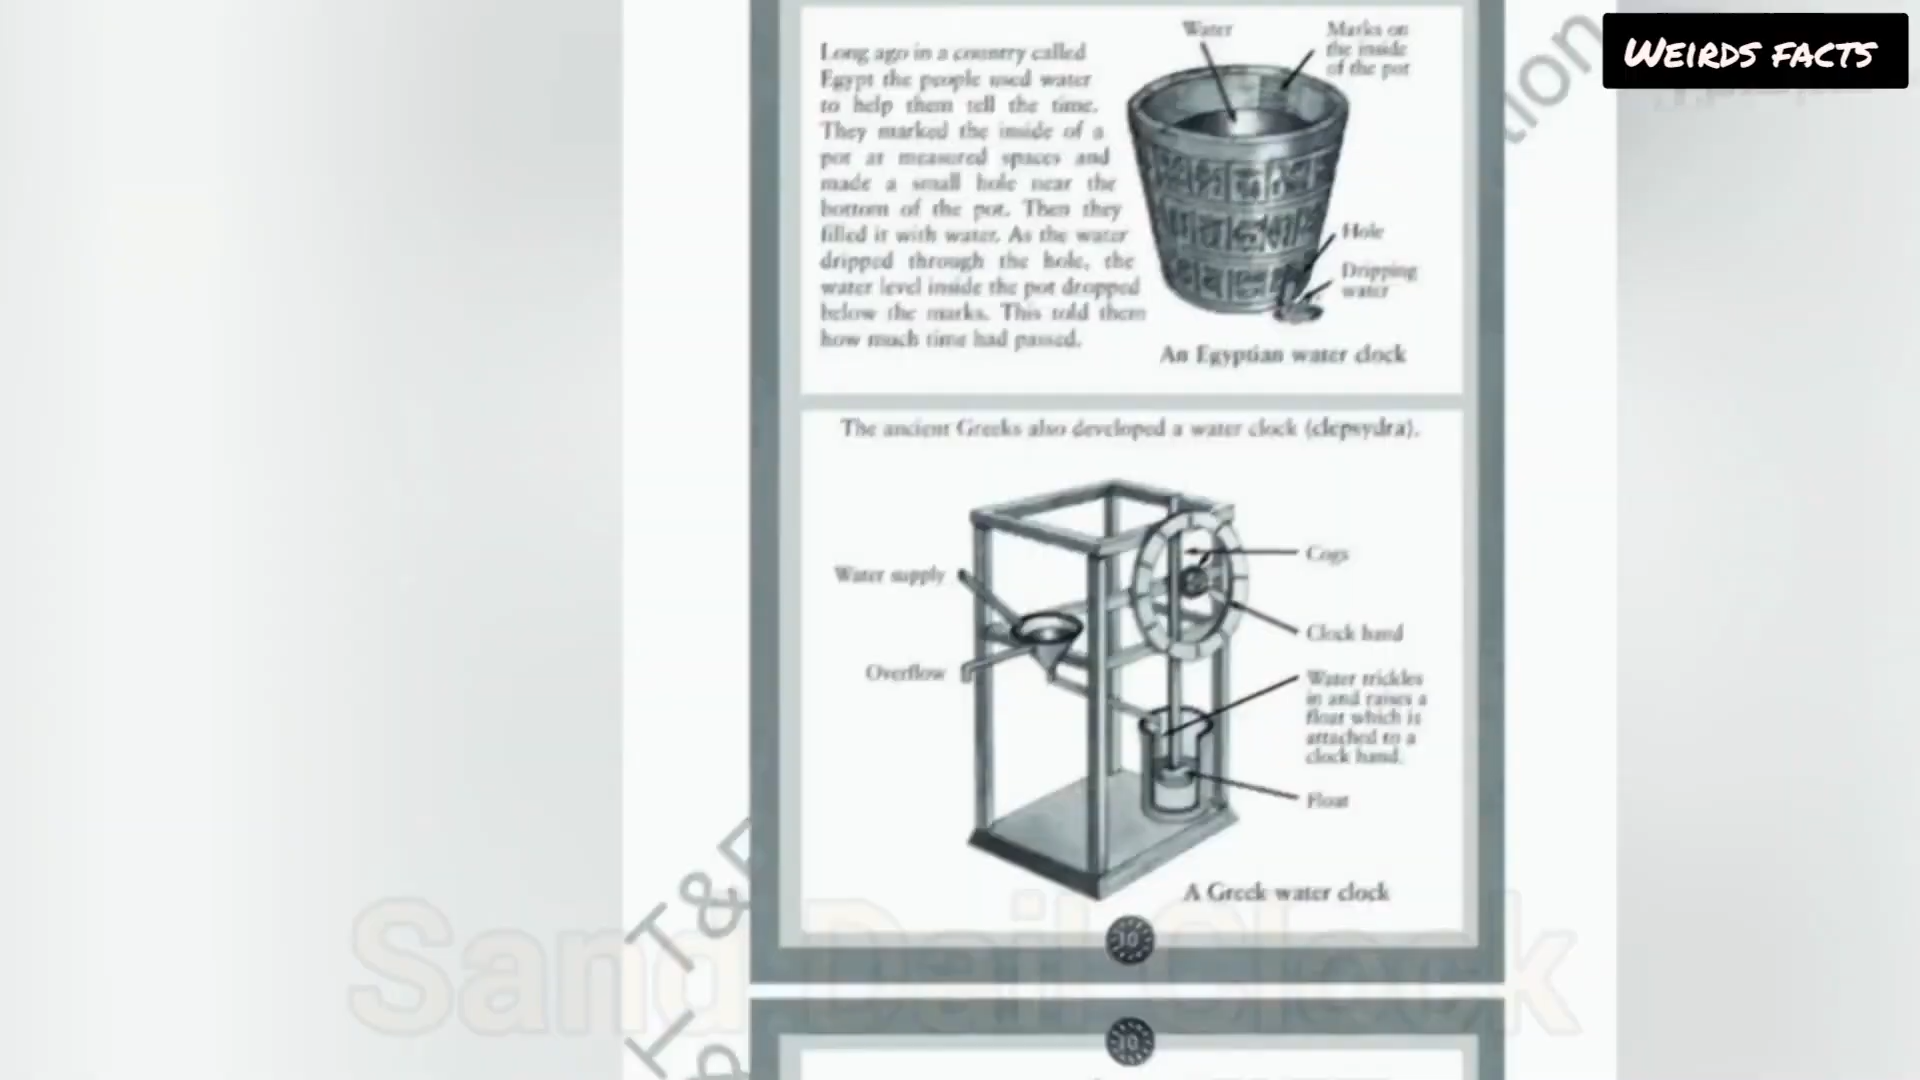 WEIRDS FACTS
Long ago in a country called
Egypt the people used water
to help them tell the time.
They marked the inside of a
pot at measured spaces and
made a small hole near the
bottom of the pot. Then they
filled it with water. As the water
dripped through the hole, the
water level inside the pot dropped
below the marks. This told them
how much time had passed.
Water
Marks on
the inside
of the pot
Hole
Dripping
water
An Egyptian water clock
The ancient Greeks also developed a water clock (clepsydra).
Water supply
Overflow
Cogs
Clock hand
Water trickles
in and raises a
float which is
attached to a
clock hand.
Float
A Greek water clock
10
10
Sand Dail Clock